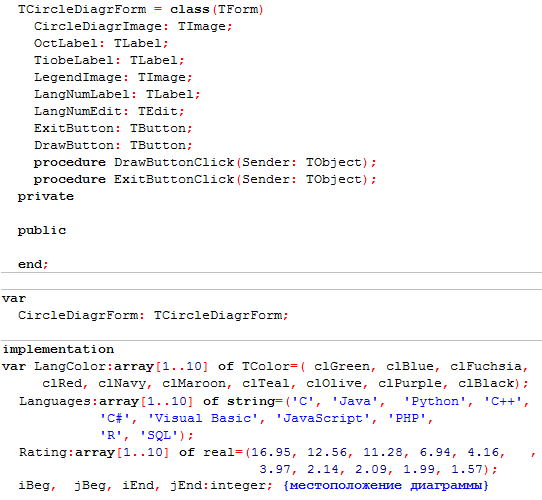 TCircleDiagrForm = class(TForm)
CircleDiagrImage: TImage;
OctLabel: TLabel;
TiobeLabel: TLabel;
LegendImage: TImage;
LangNumLabel: TLabel;
LangNumEdit: TEdit;
ExitButton: TButton;
DrawButton: TButton;
procedure DrawButtonClick(Sender: TObject);
procedure ExitButtonClick(Sender: TObject);
private
public
end;
var
CircleDiagrForm: TCircleDiagrForm;
implementation
var LangColor:array[1..10] of TColor=( clGreen, clBlue, clFuchsia,
clRed, clNavy, clMaroon, clTeal, clOlive, clPurple, clBlack);
Languages:array[1..10] of string=('C', 'Java', 'Python', 'C++',
'C#', 'Visual Basic', 'JavaScript', 'PHP',
'R', 'SQL');
Rating:array[1..10] of real=(16.95, 12.56, 11.28, 6.94, 4.16, ,
3.97, 2.14, 2.09, 1.99, 1.57);
iBeg, jBeg, iEnd, jEnd:integer; {местоположение диаграммы}